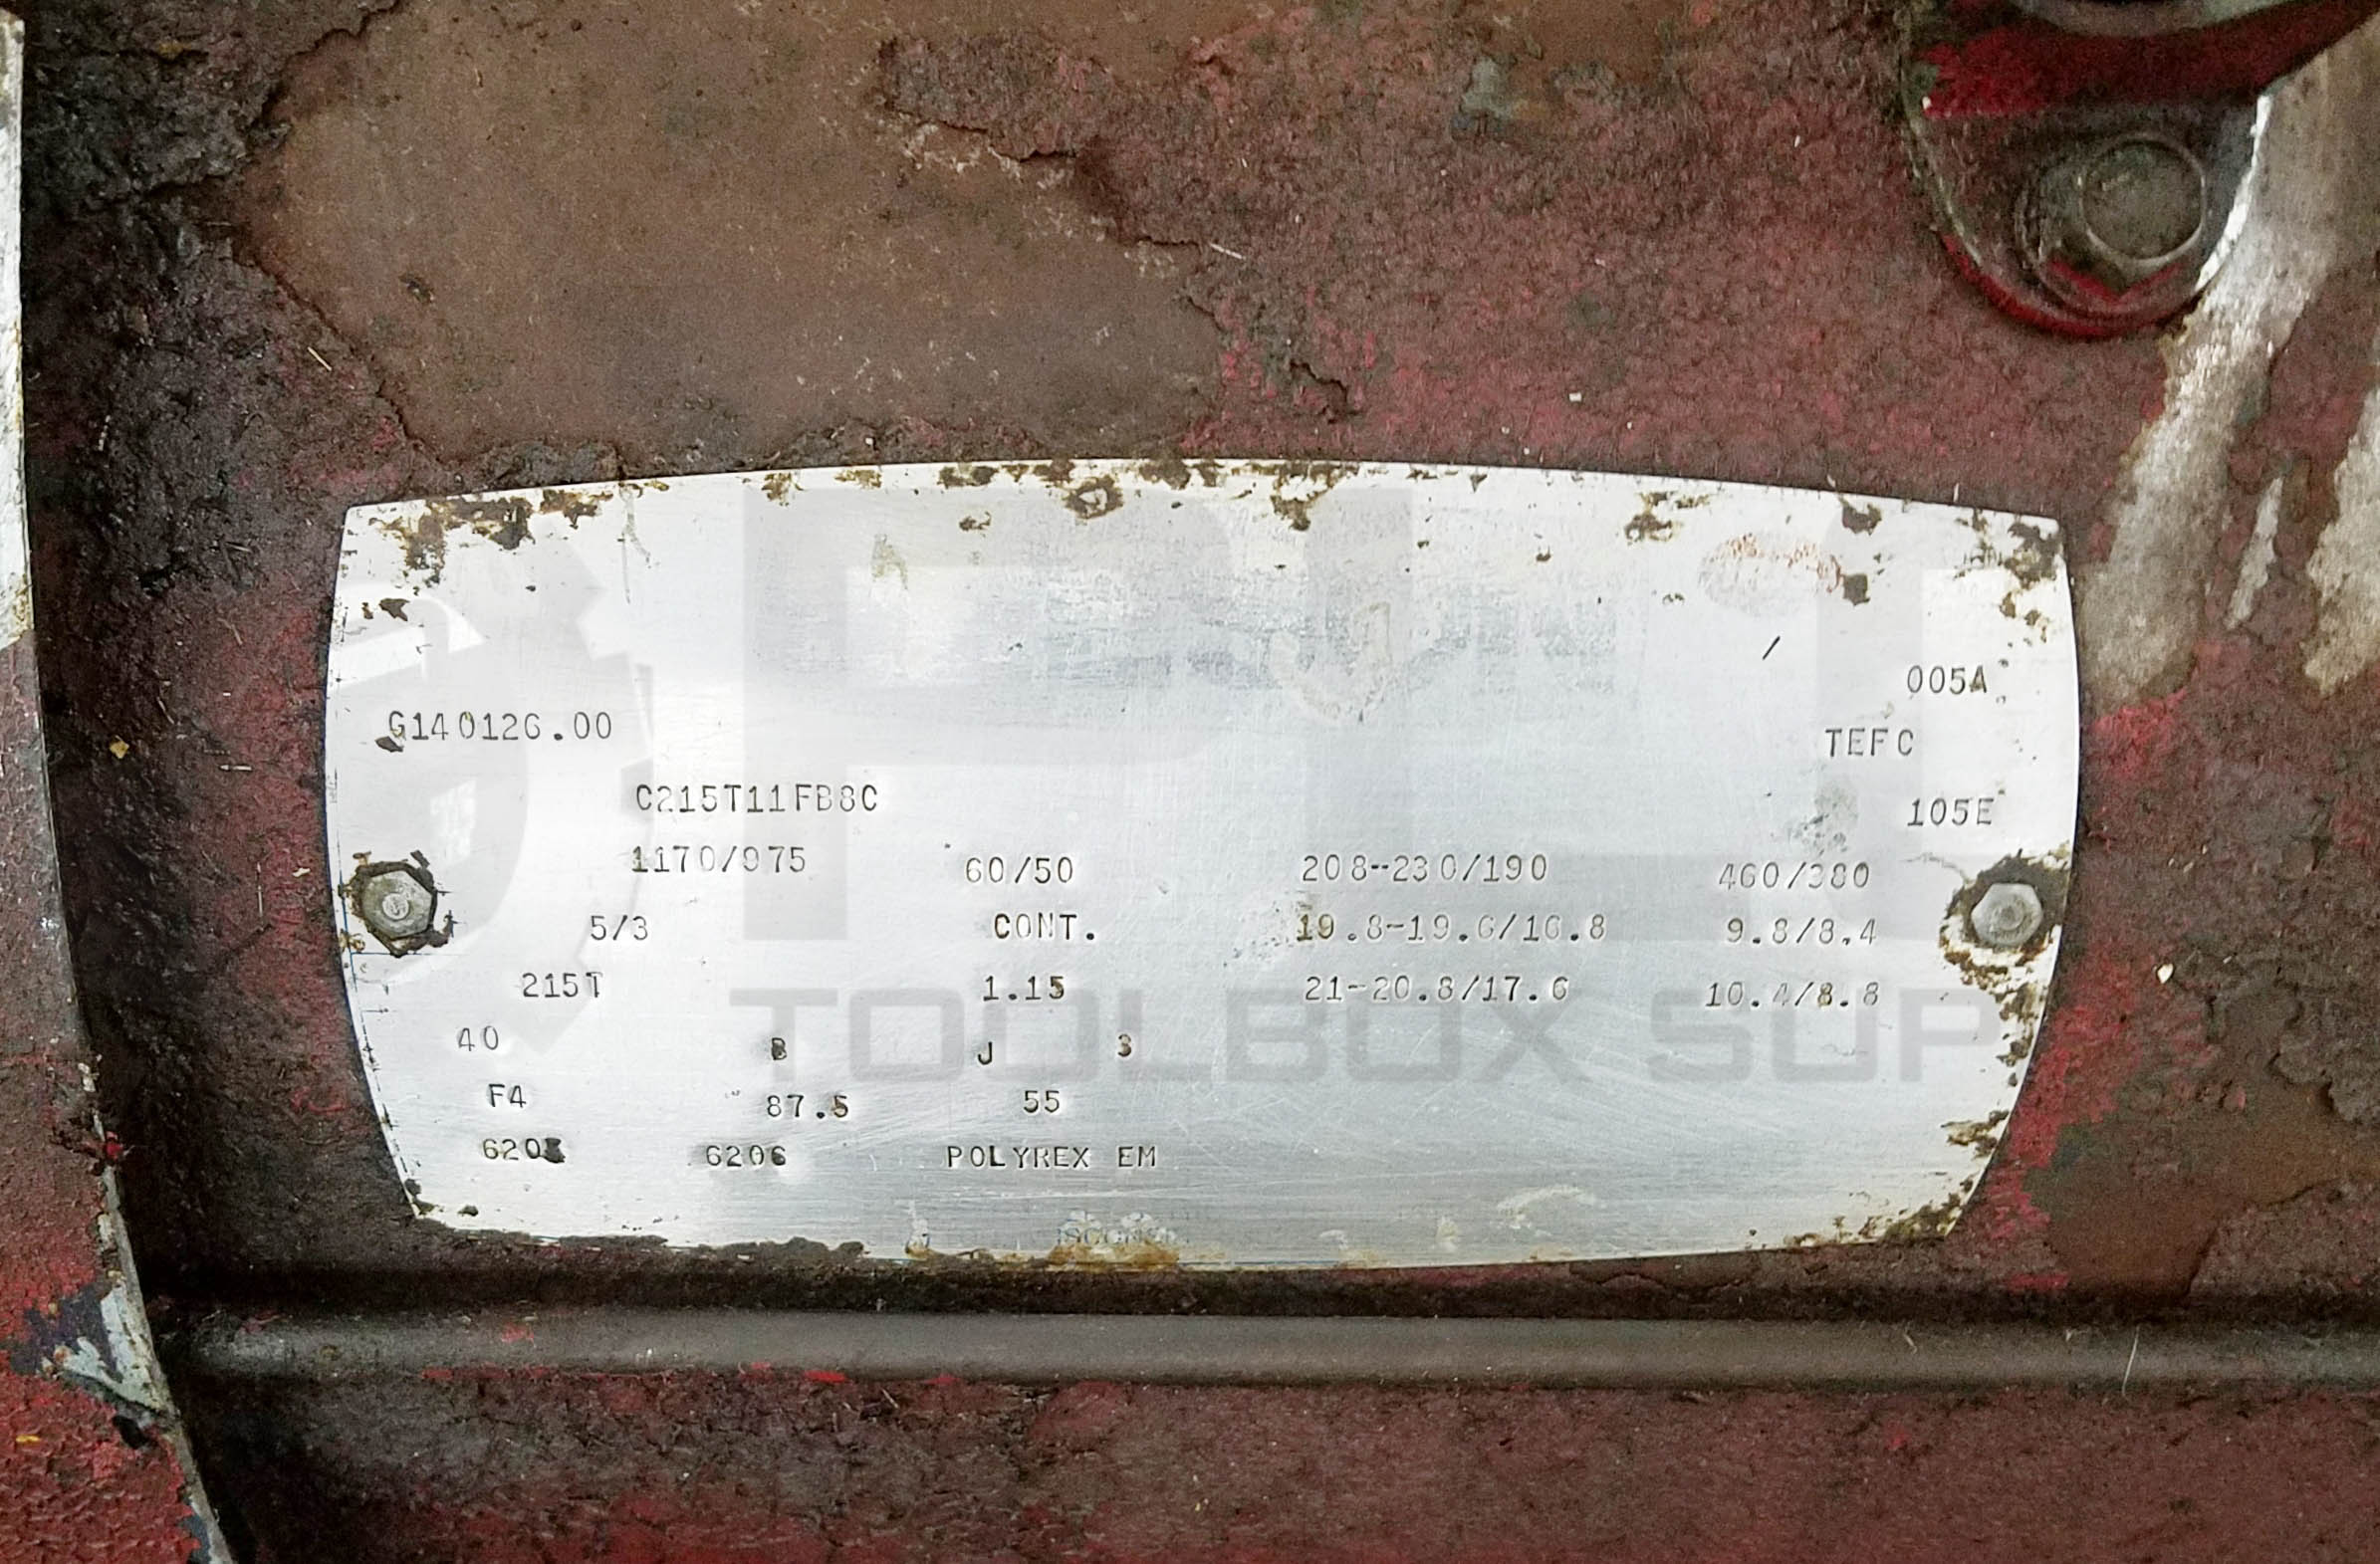 005A
G140126.00 TEFC
C215T11FB8C 105E
1170/975 60/50 208-230/190 460/380
5/3 CONT. 19.8-19.6/16.8 9.8/8.4
215T 1.15 21-20.8/17.6 10.4/8.8
40 B J 3
F4 87.5 55
6206 POLYREX EM
TOOLBOX SUP